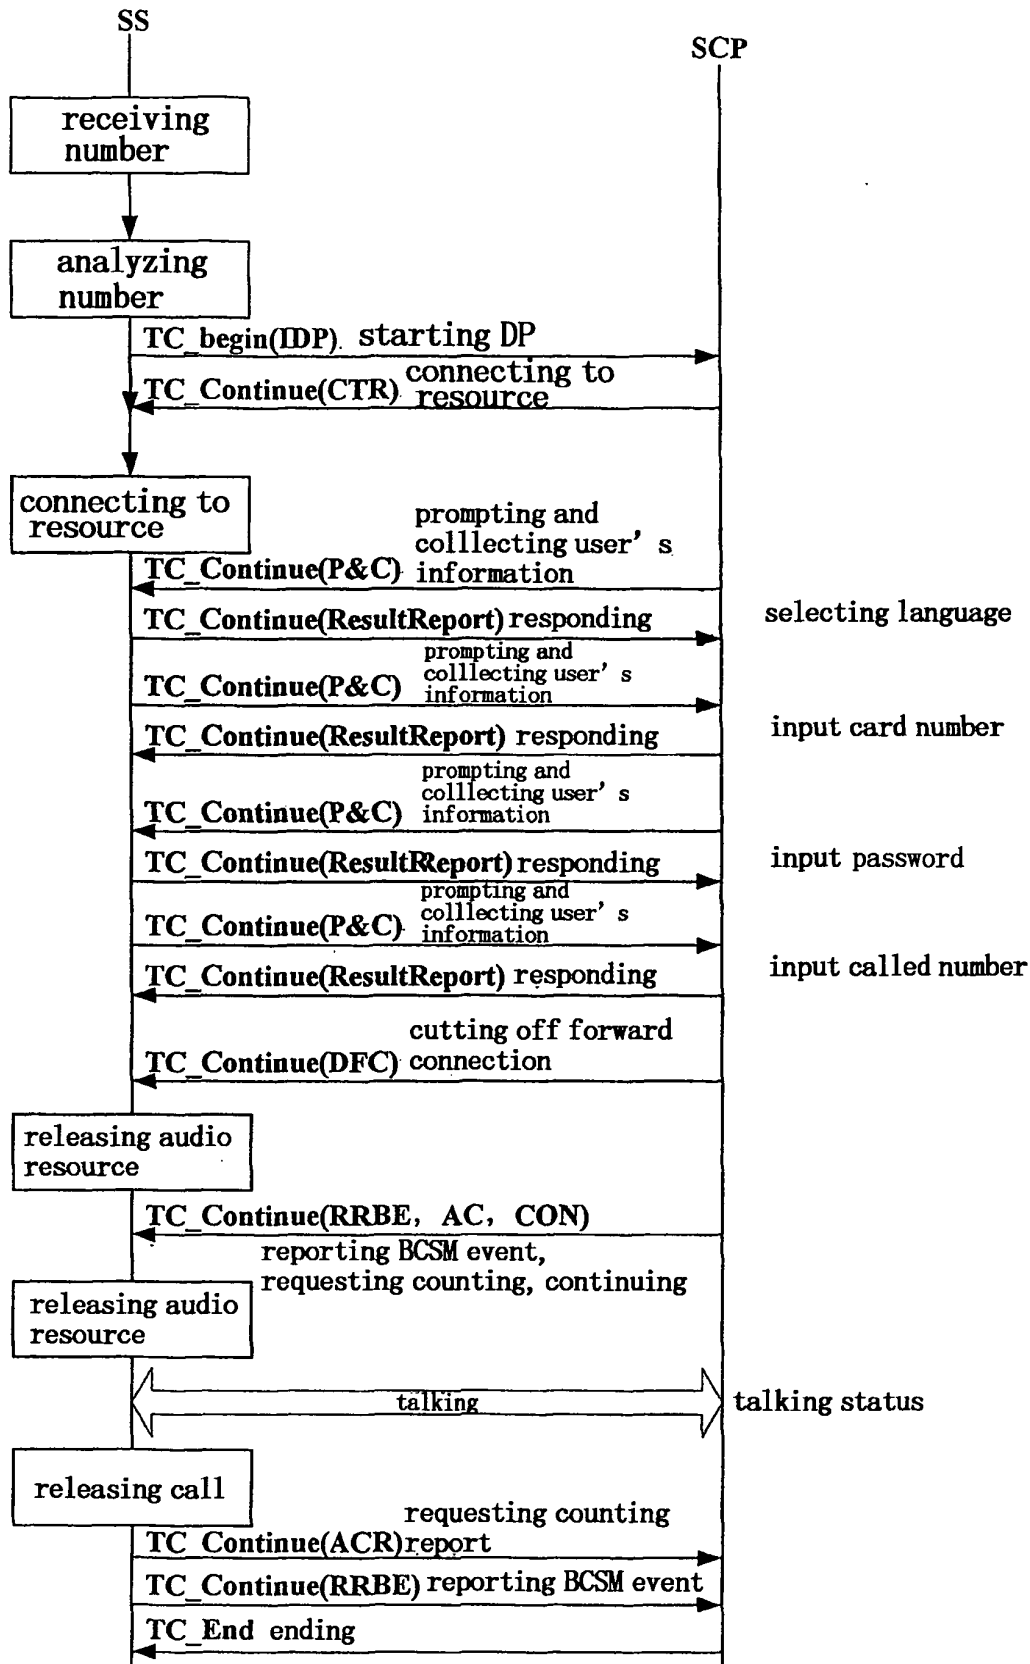 SS
SCP
receiving
number
analyzing
number
TC_begin(IDP). starting DP
TC_Continue(CTR) connecting to
resource
connecting to
resource
prompting and
colllecting user's
TC_Continue(P&C) information
TC_Continue(ResultReport) responding
selecting language
prompting and
colllecting user's
TC_Continue(P&C) information
TC_Continue(ResultReport) responding
input card number
prompting and
colllecting user's
TC_Continue(P&C) information
TC_Continue(ResultRReport) responding
input password
prompting and
colllecting user's
TC_Continue(P&C) information
TC_Continue(ResultReport) responding
input called number
cutting off forward
TC_Continue(DFC) connection
releasing audio
resource
TC_Continue(RRBE, AC, CON)
reporting BCSM event,
requesting counting, continuing
releasing audio
resource
talking
talking status
releasing call
requesting counting
TC_Continue(ACR) report
TC_Continue(RRBE) reporting BCSM event
TC_End ending